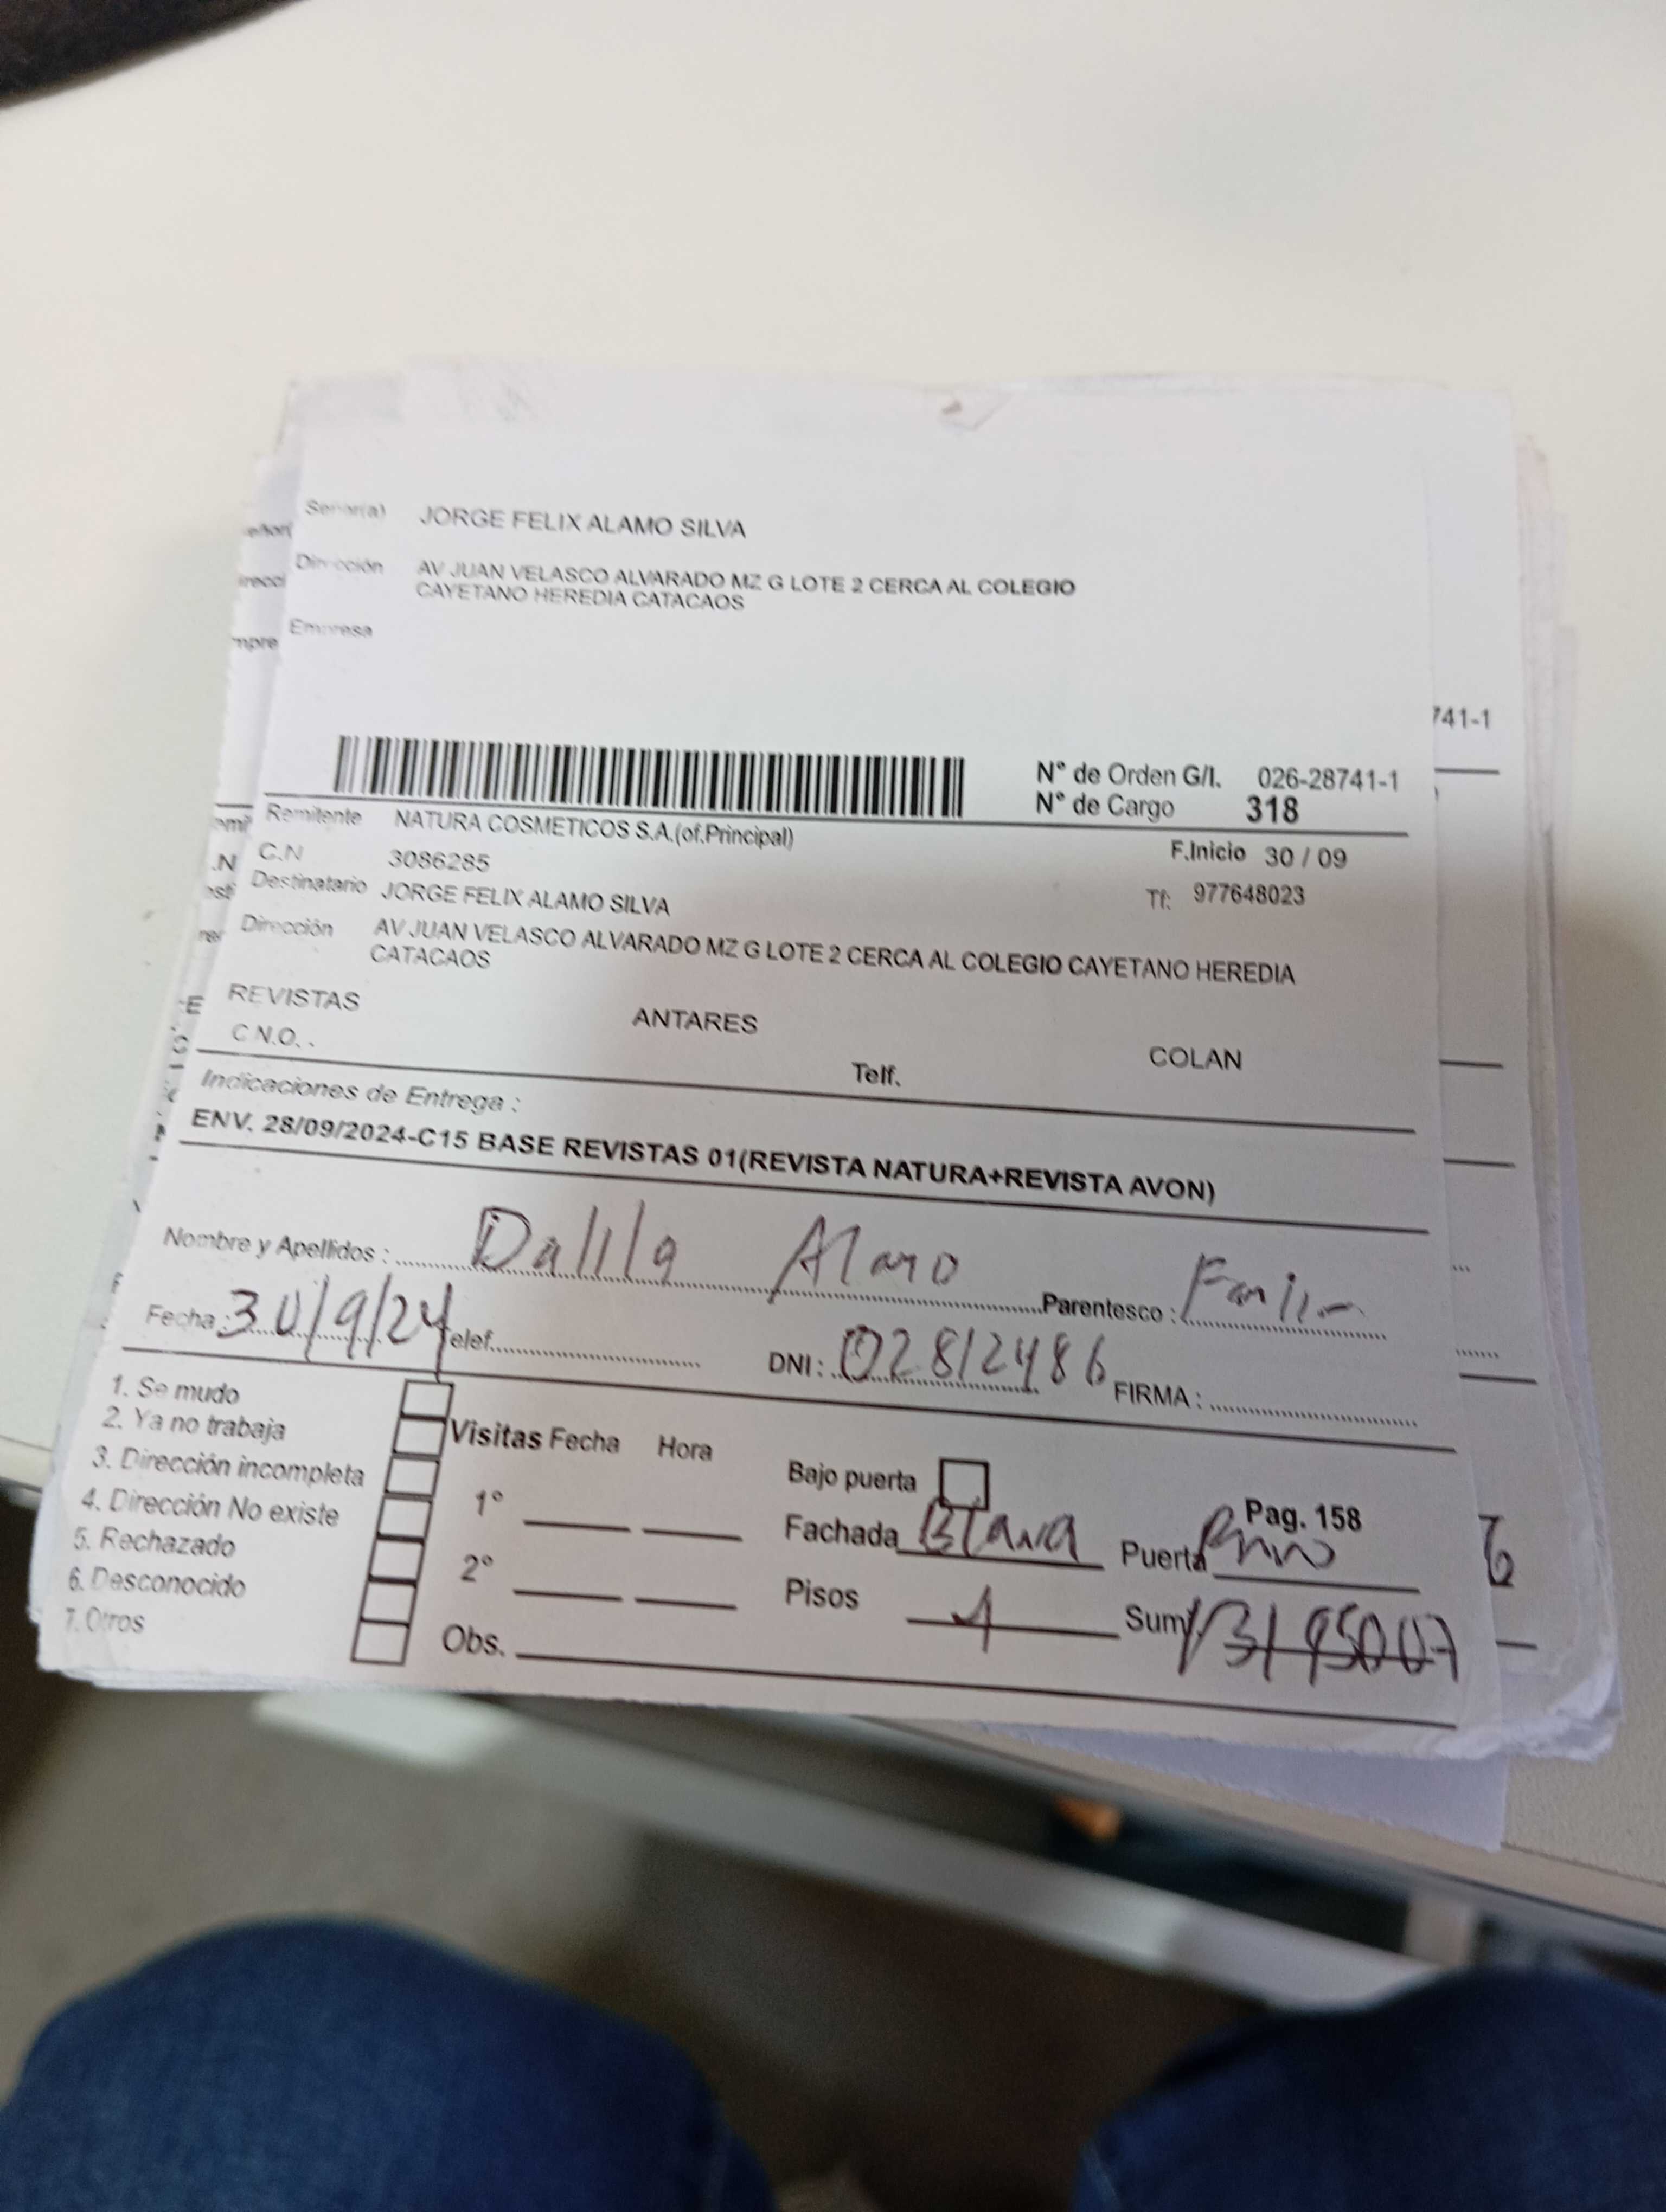 Señor(a) JORGE FELIX ALAMO SILVA
Dirección AV JUAN VELASCO ALVARADO MZ G LOTE 2 CERCA AL COLEGIO
CAYETANO HEREDIA CATACAOS
Empresa
741-1
N° de Orden G/I. 026-28741-1
N° de Cargo 318
Remitente NATURA COSMETICOS S.A.(of.Principal)
F.Inicio 30 / 09
C.N 3086285
Tf: 977648023
Destinatario JORGE FELIX ALAMO SILVA
Dirección AV JUAN VELASCO ALVARADO MZ G LOTE 2 CERCA AL COLEGIO CAYETANO HEREDIA
CATACAOS
REVISTAS ANTARES COLAN
C.N.O. . Telf.
Indicaciones de Entrega :
ENV. 28/09/2024-C15 BASE REVISTAS 01(REVISTA NATURA+REVISTA AVON)
Nombre y Apellidos : Dalila Alamo Parentesco :
Fecha : 30/9/24 Telef. DNI : 02812486 FIRMA :
1. Se mudo
2. Ya no trabaja
3. Dirección incompleta
4. Dirección No existe
5. Rechazado
6. Desconocido
7. Otros
Visitas Fecha Hora
1°
2°
Obs.
Bajo puerta Pag. 158
Fachada Blava Puerta
Pisos 1 Sum.